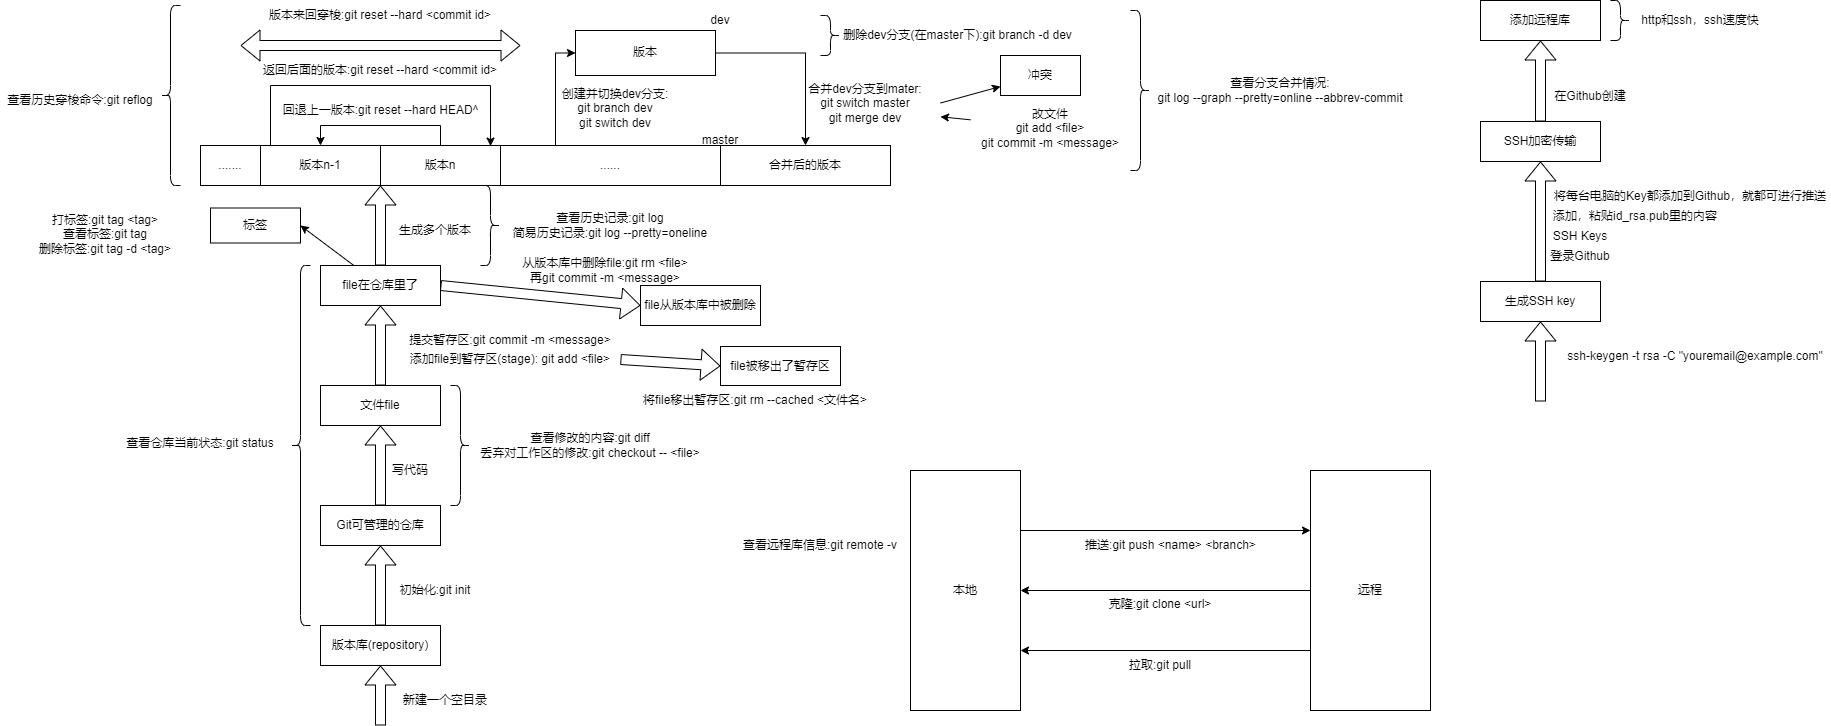 版本来回穿梭:git reset --hard <commit id>
返回后面的版本:git reset --hard <commit id>
查看历史穿梭命令:git reflog
回退上一版本:git reset --hard HEAD^
dev
版本
创建并切换dev分支:
git branch dev
git switch dev
删除dev分支(在master下):git branch -d dev
合并dev分支到mater:
git switch master
git merge dev
冲突
改文件
git add <file>
git commit -m <message>
查看分支合并情况:
git log --graph --pretty=online --abbrev-commit
master
.......
版本n-1
版本n
......
合并后的版本
打标签:git tag <tag>
查看标签:git tag
删除标签:git tag -d <tag>
标签
生成多个版本
查看历史记录:git log
简易历史记录:git log --pretty=oneline
从版本库中删除file:git rm <file>
再git commit -m <message>
file在仓库里了
file从版本库中被删除
提交暂存区:git commit -m <message>
添加file到暂存区(stage): git add <file>
file被移出了暂存区
将file移出暂存区:git rm --cached <文件名>
文件file
查看仓库当前状态:git status
查看修改的内容:git diff
丢弃对工作区的修改:git checkout -- <file>
写代码
Git可管理的仓库
初始化:git init
版本库(repository)
新建一个空目录
添加远程库
http和ssh，ssh速度快
在Github创建
SSH加密传输
将每台电脑的Key都添加到Github，就都可进行推送
添加，粘贴id_rsa.pub里的内容
SSH Keys
登录Github
生成SSH key
ssh-keygen -t rsa -C "youremail@example.com"
查看远程库信息:git remote -v
本地
推送:git push <name> <branch>
克隆:git clone <url>
拉取:git pull
远程